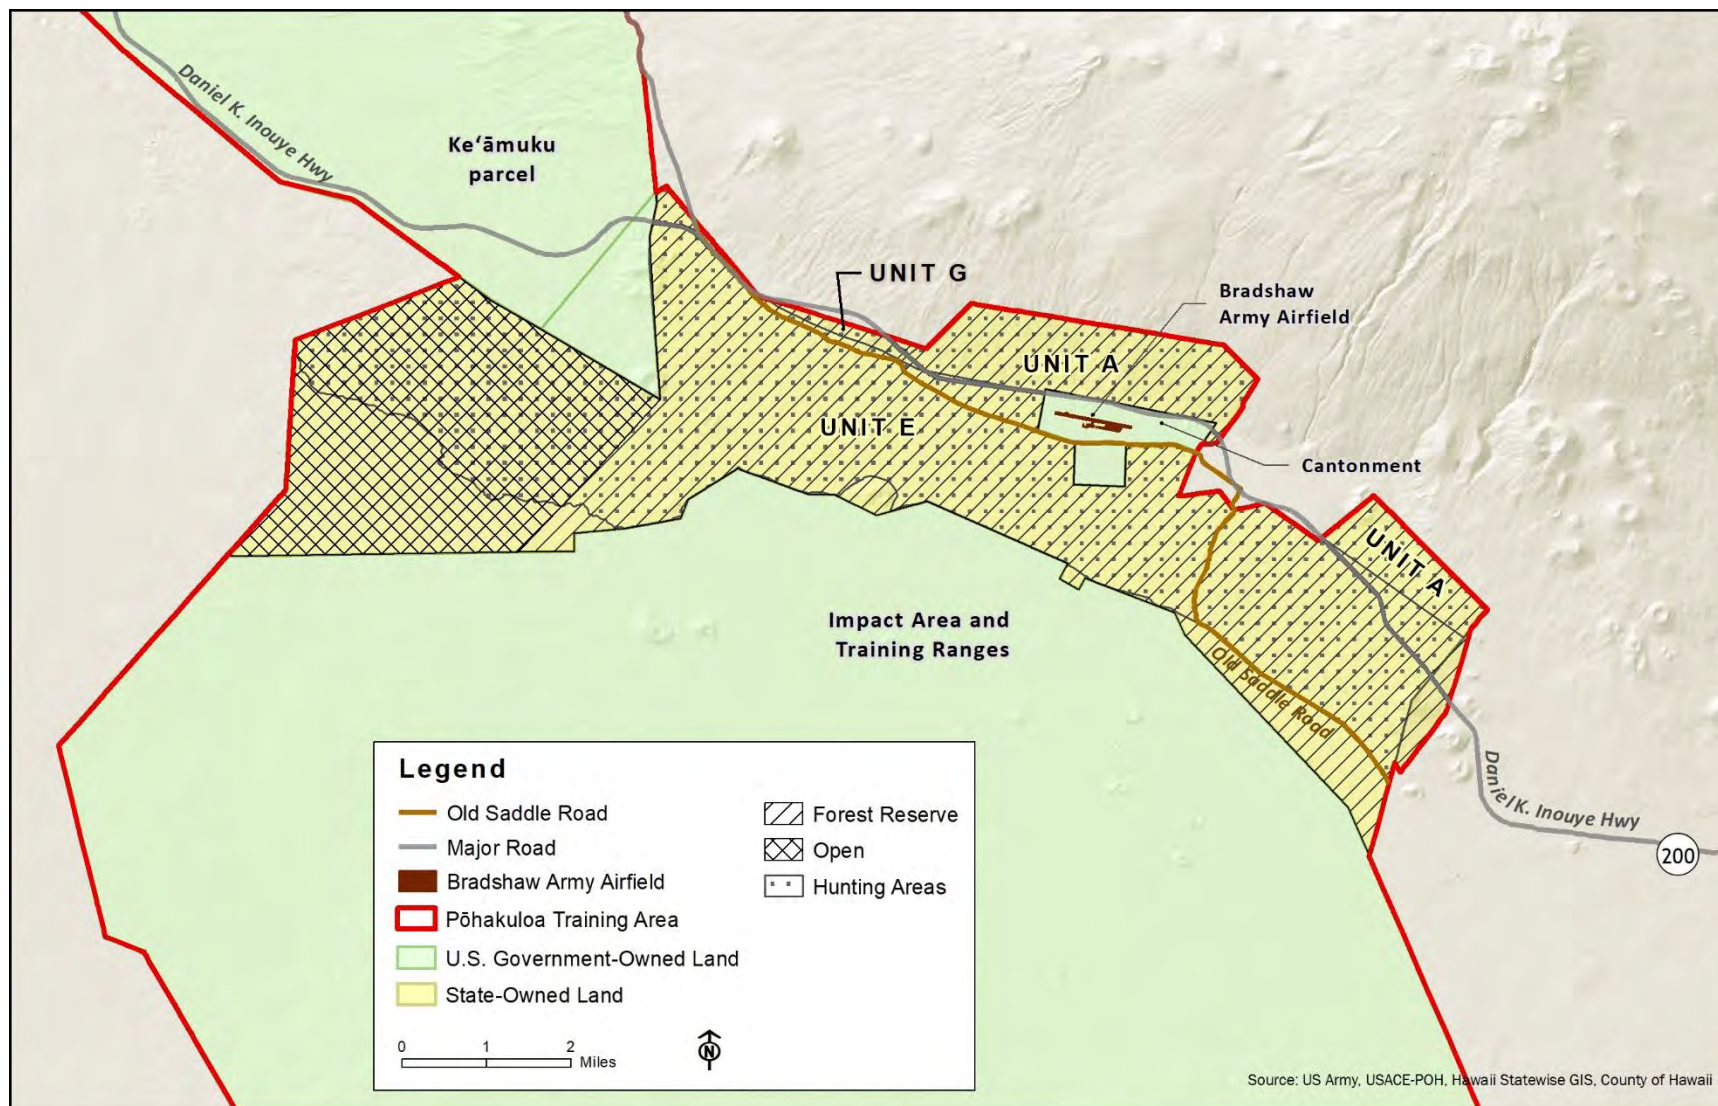 Daniel K. Inouye Hwy
Keʻāmuku
parcel
UNIT G
Bradshaw
Army Airfield
UNIT A
UNIT E
Cantonment
UNIT A
Impact Area and
Training Ranges
Old Saddle Road
Daniel K. Inouye Hwy
200
Legend
Old Saddle Road
Major Road
Bradshaw Army Airfield
Pōhakuloa Training Area
U.S. Government-Owned Land
State-Owned Land
Forest Reserve
Open
Hunting Areas
0 1 2
Miles
N
Source: US Army, USACE-POH, Hawaii Statewise GIS, County of Hawaii